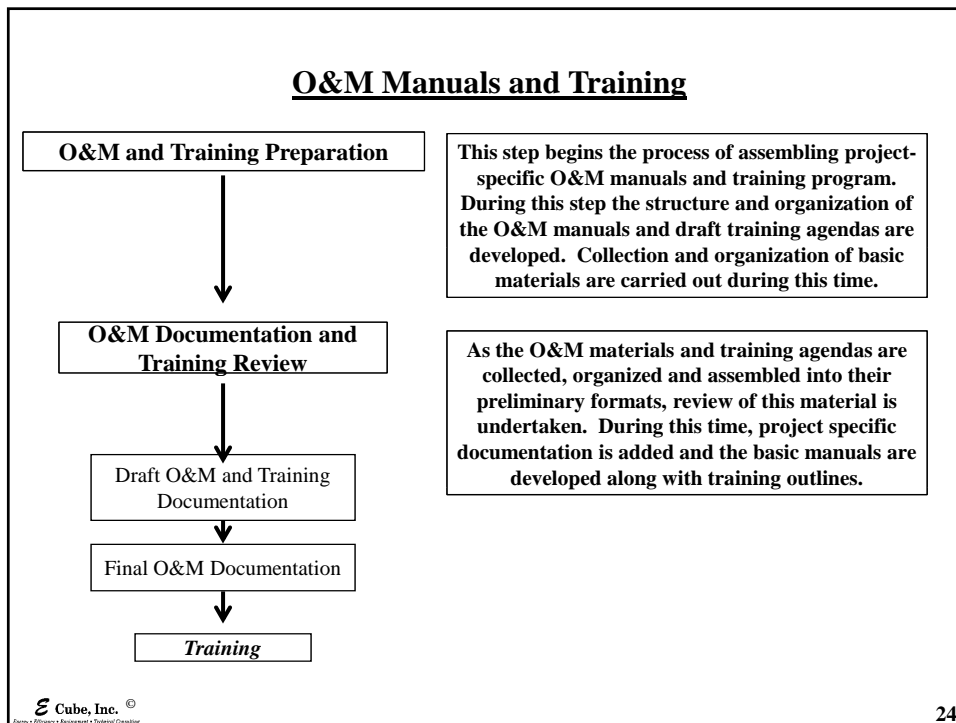 O&M Manuals and Training
O&M and Training Preparation
This step begins the process of assembling project-
specific O&M manuals and training program.
During this step the structure and organization of
the O&M manuals and draft training agendas are
developed.  Collection and organization of basic
materials are carried out during this time.
O&M Documentation and
Training Review
As the O&M materials and training agendas are
collected, organized and assembled into their
preliminary formats, review of this material is
undertaken.  During this time, project specific
documentation is added and the basic manuals are
developed along with training outlines.
Draft O&M and Training
Documentation
Final O&M Documentation
Training
E Cube, Inc. ©
Energy • Efficiency • Environment • Technical Consulting
24